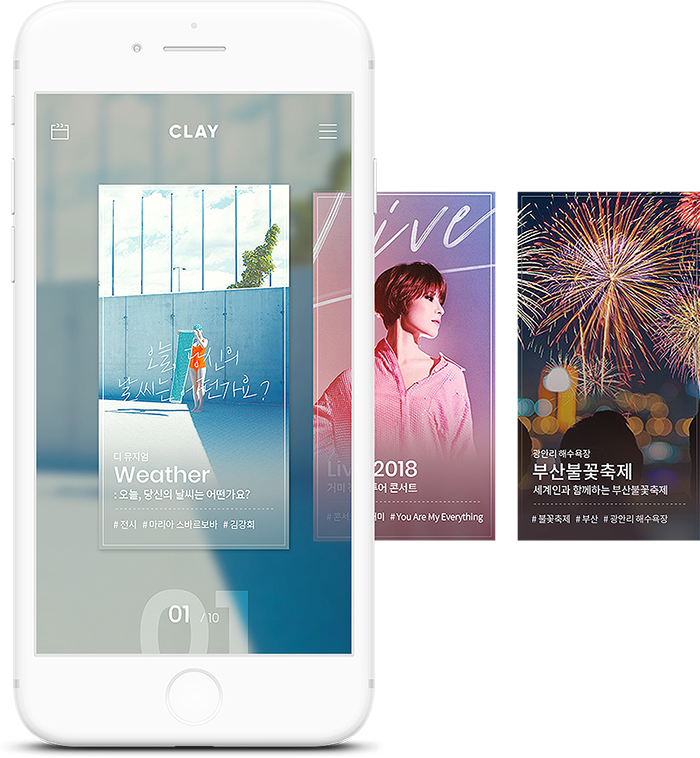 CLAY
오늘, 당신의
날씨는 어떤가요?
디 뮤지엄
Weather
: 오늘, 당신의 날씨는 어떤가요?
# 전시 # 마리아 스바르보바 # 김강희
01 / 10
01
Live
Live 2018
거미 투어 콘서트
# 콘서트 #거미 # You Are My Everything
광안리 해수욕장
부산불꽃축제
세계인과 함께하는 부산불꽃축제
# 불꽃축제 # 부산 # 광안리 해수욕장